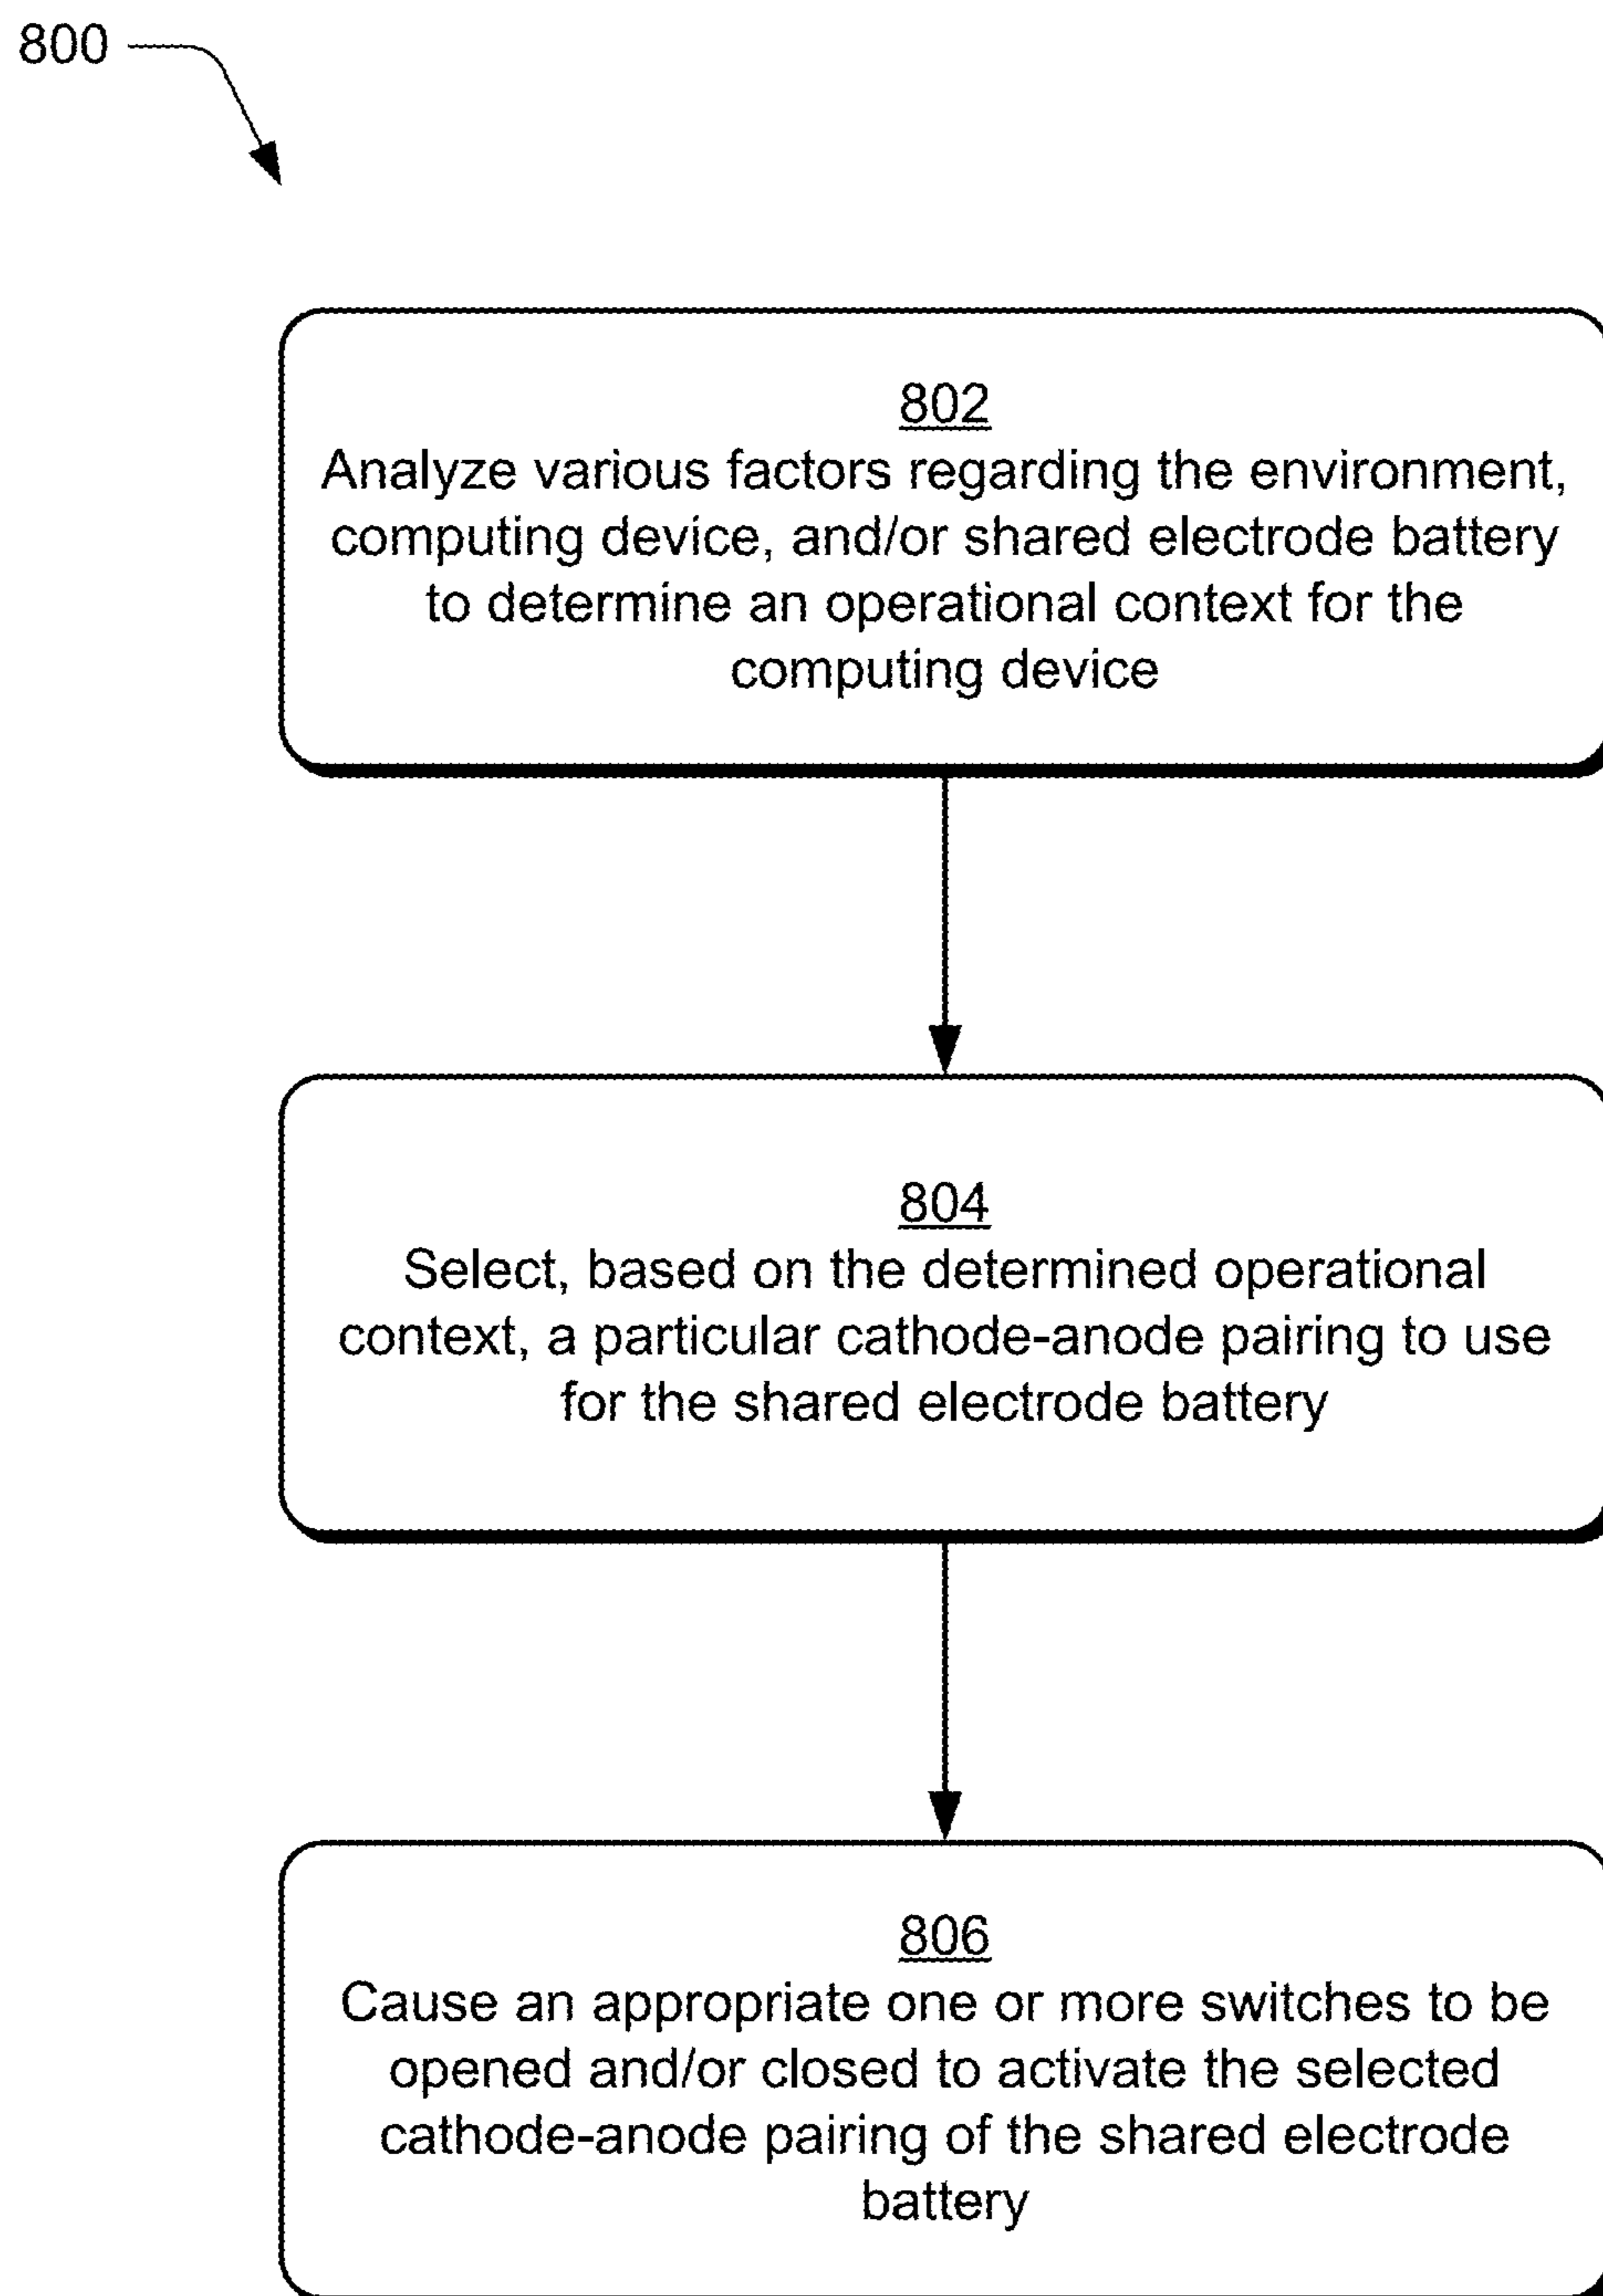 800
802
Analyze various factors regarding the environment,
computing device, and/or shared electrode battery
to determine an operational context for the
computing device
804
Select, based on the determined operational
context, a particular cathode-anode pairing to use
for the shared electrode battery
806
Cause an appropriate one or more switches to be
opened and/or closed to activate the selected
cathode-anode pairing of the shared electrode
battery